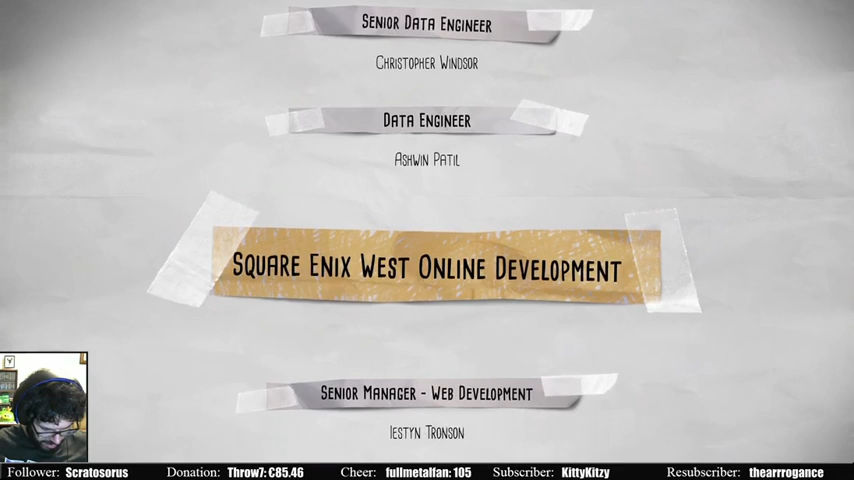 Senior Data Engineer
Christopher Windsor
Data Engineer
Ashwin Patil
Square Enix West Online Development
Senior Manager - Web Development
Iestyn Tronson
Follower: Scratosorus Donation: Throw7: €85.46 Cheer: fullmetalfan: 105 Subscriber: KittyKitzy Resubscriber: thearrrogance